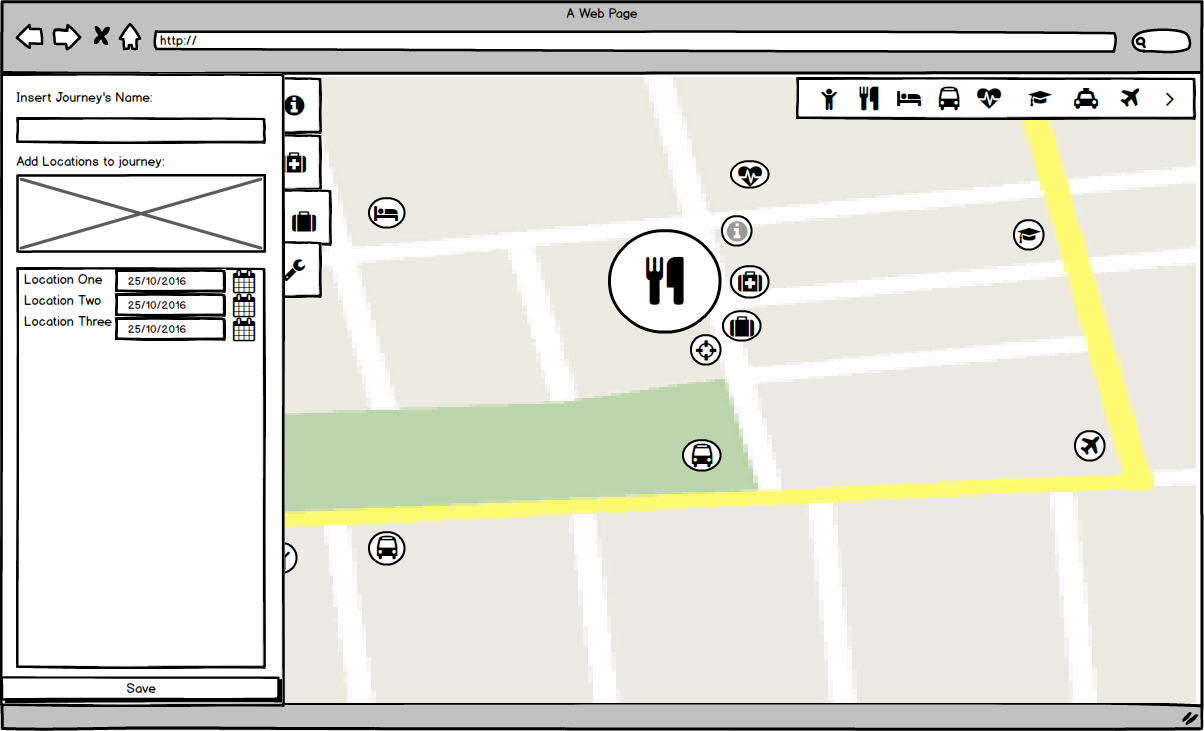 A Web Page
http://
Insert Journey's Name:
Add Locations to journey:
Location One 25/10/2016
Location Two 25/10/2016
Location Three 25/10/2016
Save